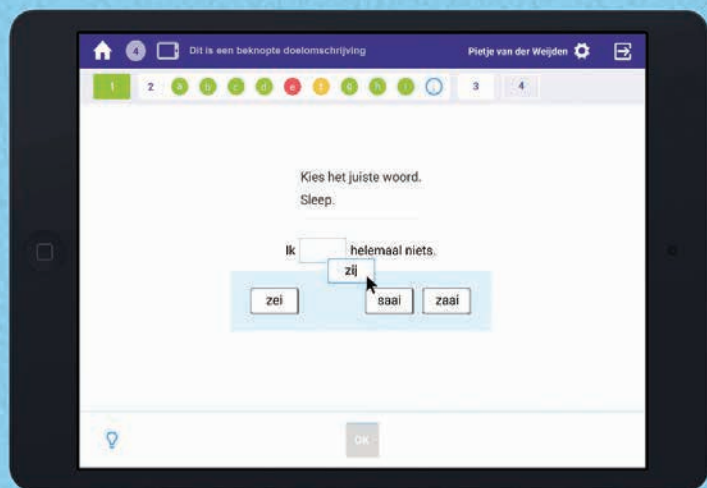 4 Dit is een beknopte doelomschrijving Pietje van der Weijden
1 2 a b c d e f g h i j 3 4
Kies het juiste woord.
Sleep.
Ik helemaal niets.
zij
zei saai zaai
OK